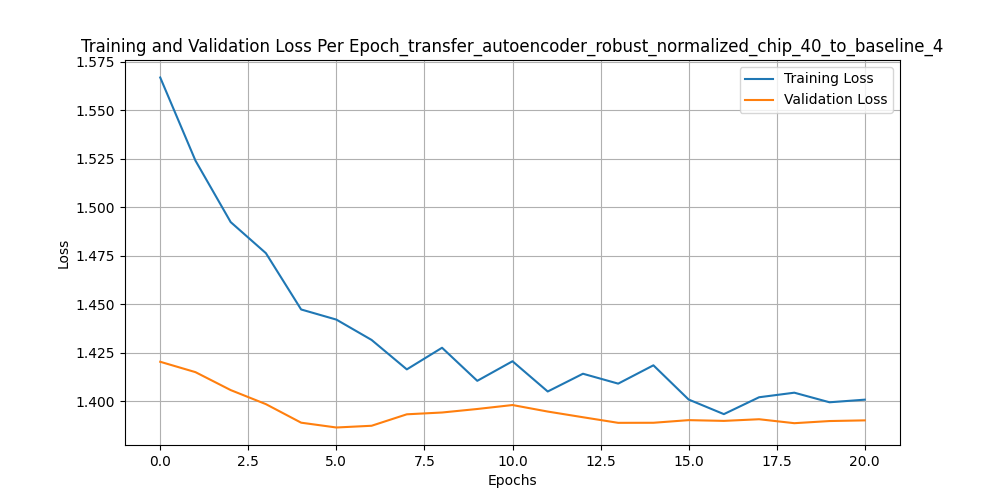 Training and Validation Loss Per Epoch_transfer_autoencoder_robust_normalized_chip_40_to_baseline_4
Training Loss
Validation Loss
1.575
1.550
1.525
1.500
1.475
1.450
1.425
1.400
Loss
0.0 2.5 5.0 7.5 10.0 12.5 15.0 17.5 20.0
Epochs